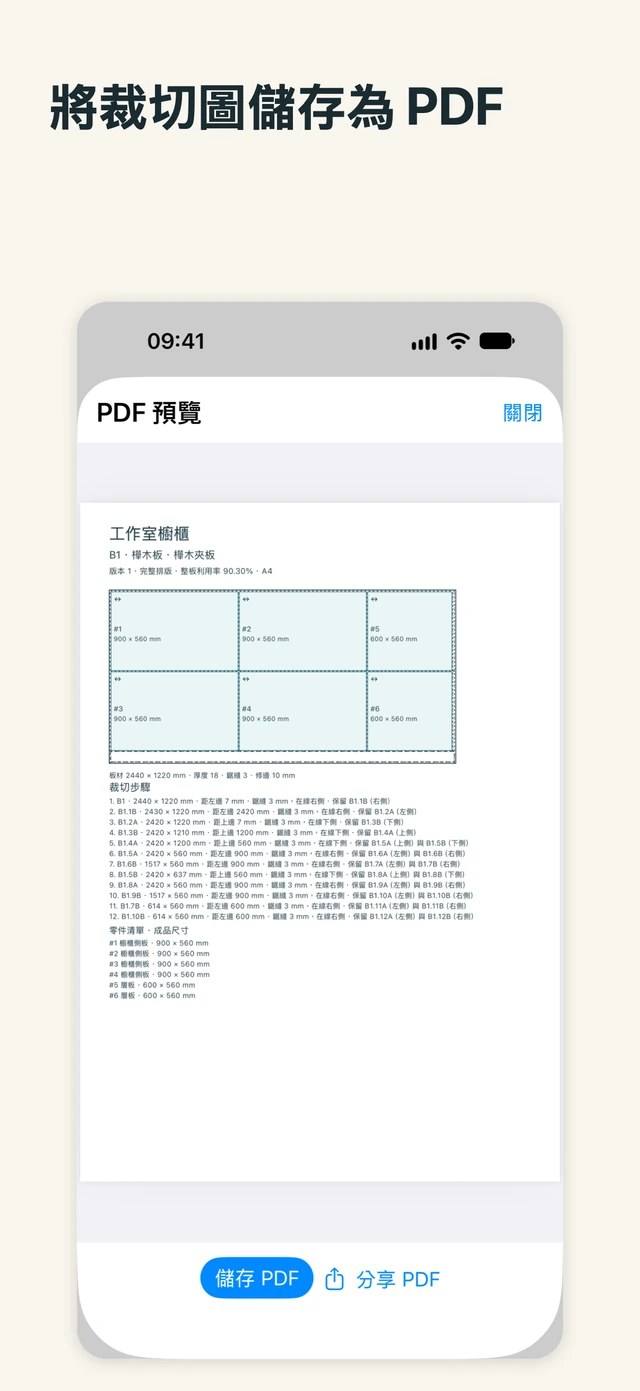 將裁切圖儲存為 PDF
09:41
PDF 預覽
關閉
工作室櫥櫃
B1 · 樺木板 · 樺木夾板
版本 1 · 完整排版 · 整板利用率 90.30% · A4
#1
900 × 560 mm
#2
900 × 560 mm
#5
600 × 560 mm
#3
900 × 560 mm
#4
900 × 560 mm
#6
600 × 560 mm
板材 2440 × 1220 mm · 厚度 18 · 鋸縫 3 · 修邊 10 mm
裁切步驟
1. B1 · 2440 × 1220 mm · 距左邊 7 mm · 鋸縫 3 mm，在線右側 · 保留 B1.1B (右側)
2. B1.1B · 2430 × 1220 mm · 距左邊 2420 mm · 鋸縫 3 mm，在線右側 · 保留 B1.2A (左側)
3. B1.2A · 2420 × 1220 mm · 距上邊 7 mm · 鋸縫 3 mm，在線下側 · 保留 B1.3B (下側)
4. B1.3B · 2420 × 1210 mm · 距上邊 1200 mm · 鋸縫 3 mm，在線下側 · 保留 B1.4A (上側)
5. B1.4A · 2420 × 1200 mm · 距上邊 560 mm · 鋸縫 3 mm，在線下側 · 保留 B1.5A (上側) 與 B1.5B (下側)
6. B1.5A · 2420 × 560 mm · 距左邊 900 mm · 鋸縫 3 mm，在線右側 · 保留 B1.6A (左側) 與 B1.6B (右側)
7. B1.6B · 1517 × 560 mm · 距左邊 900 mm · 鋸縫 3 mm，在線右側 · 保留 B1.7A (左側) 與 B1.7B (右側)
8. B1.5B · 2420 × 637 mm · 距上邊 560 mm · 鋸縫 3 mm，在線下側 · 保留 B1.8A (上側) 與 B1.8B (下側)
9. B1.8A · 2420 × 560 mm · 距左邊 900 mm · 鋸縫 3 mm，在線右側 · 保留 B1.9A (左側) 與 B1.9B (右側)
10. B1.9B · 1517 × 560 mm · 距左邊 900 mm · 鋸縫 3 mm，在線右側 · 保留 B1.10A (左側) 與 B1.10B (右側)
11. B1.7B · 614 × 560 mm · 距左邊 600 mm · 鋸縫 3 mm，在線右側 · 保留 B1.11A (左側) 與 B1.11B (右側)
12. B1.10B · 614 × 560 mm · 距左邊 600 mm · 鋸縫 3 mm，在線右側 · 保留 B1.12A (左側) 與 B1.12B (右側)
零件清單 · 成品尺寸
#1 櫥櫃側板 · 900 × 560 mm
#2 櫥櫃側板 · 900 × 560 mm
#3 櫥櫃側板 · 900 × 560 mm
#4 櫥櫃側板 · 900 × 560 mm
#5 層板 · 600 × 560 mm
#6 層板 · 600 × 560 mm
儲存 PDF
分享 PDF